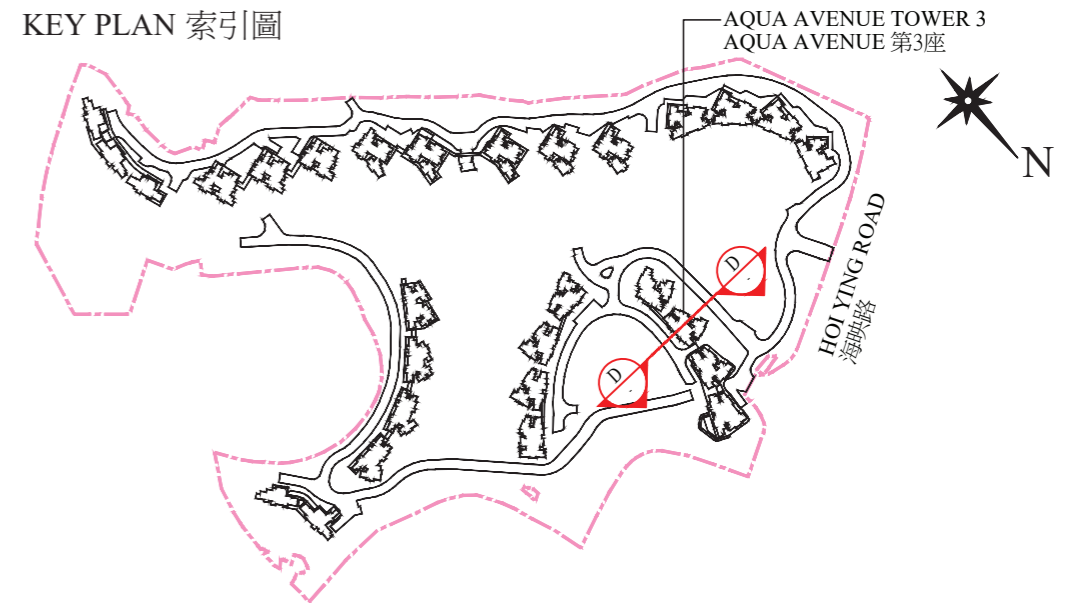 KEY PLAN 索引圖
AQUA AVENUE TOWER 3
AQUA AVENUE 第3座
N
D
HOI YING ROAD
海映路
D